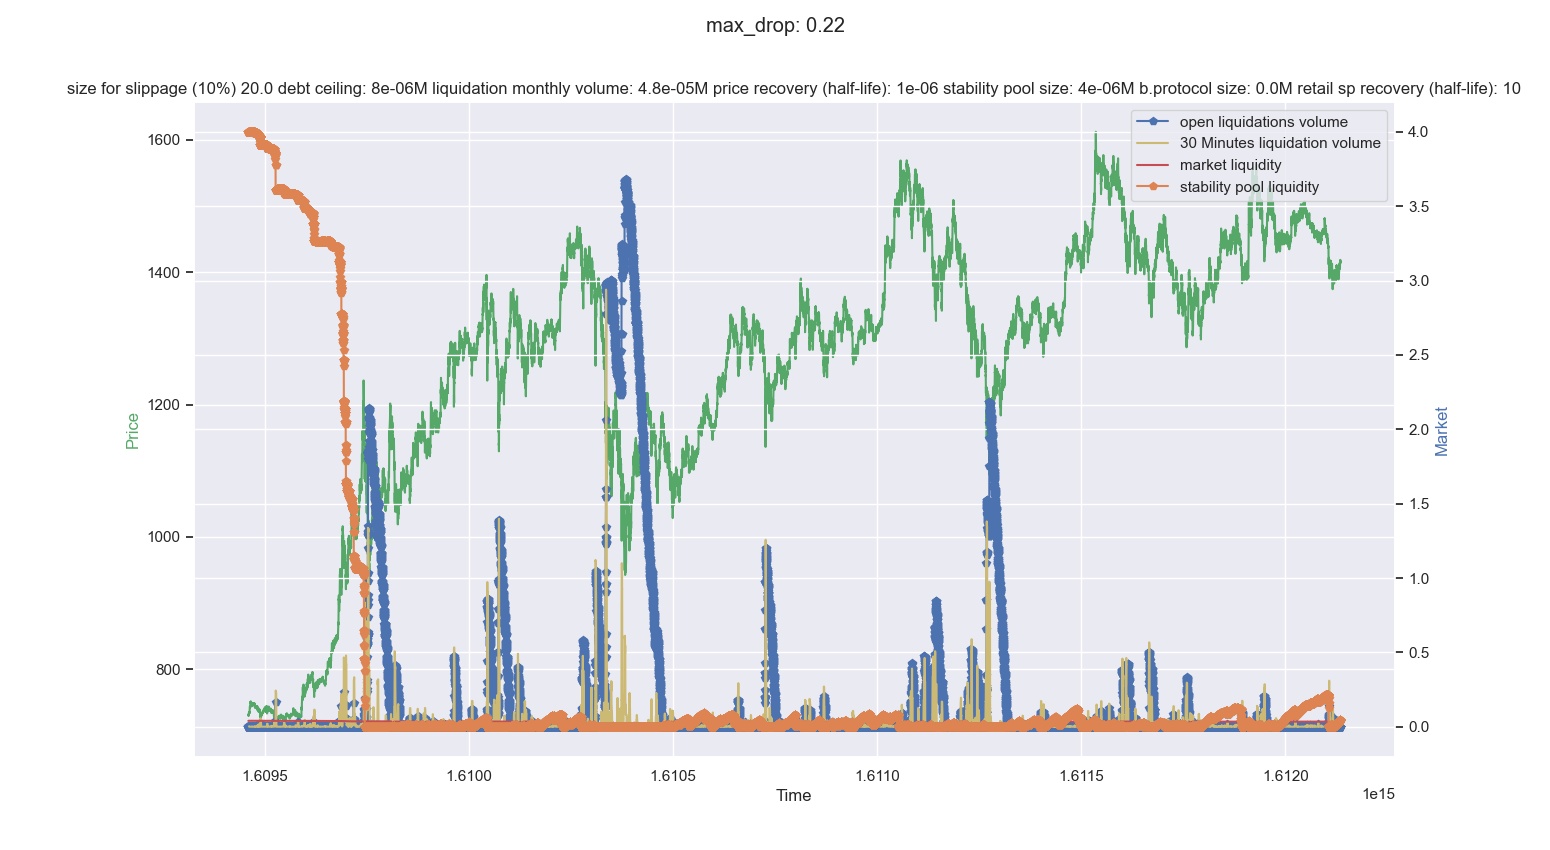 max_drop: 0.22
size for slippage (10%) 20.0 debt ceiling: 8e-06M liquidation monthly volume: 4.8e-05M price recovery (half-life): 1e-06 stability pool size: 4e-06M b.protocol size: 0.0M retail sp recovery (half-life): 10
open liquidations volume
30 Minutes liquidation volume
market liquidity
stability pool liquidity
1600
1400
1200
1000
800
Price
4.0
3.5
3.0
2.5
2.0
1.5
1.0
0.5
0.0
Market
1.6095
1.6100
1.6105
1.6110
1.6115
1.6120
1e15
Time